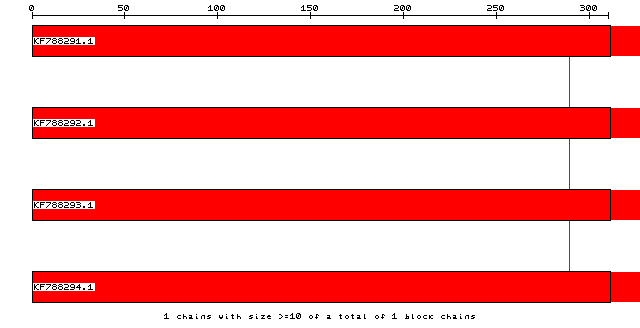 0 50 100 150 200 250 300
KF788291.1
KF788292.1
KF788293.1
KF788294.1
1 chains with size >=10 of a total of 1 block chains